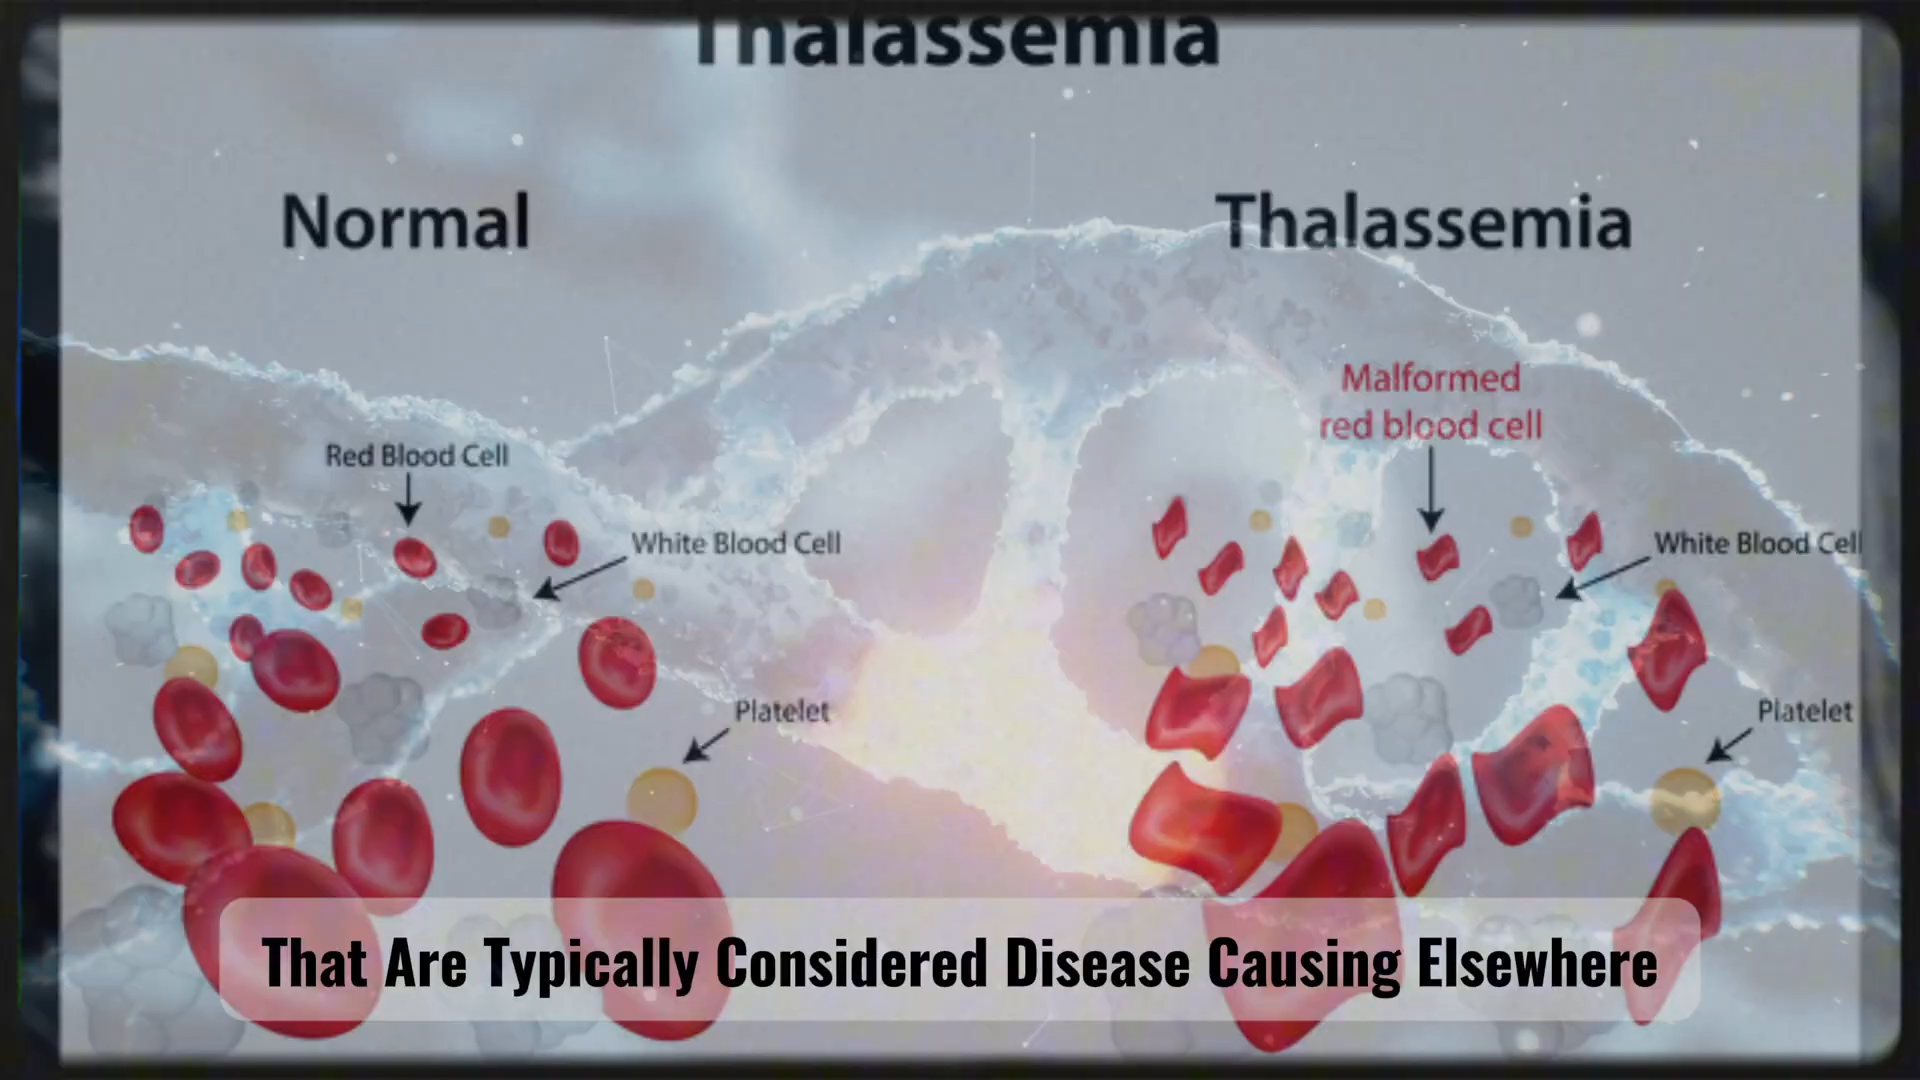 Thalassemia
Normal
Thalassemia
Malformed
red blood cell
Red Blood Cell
White Blood Cell
White Blood Cell
Platelet
Platelet
That Are Typically Considered Disease Causing Elsewhere